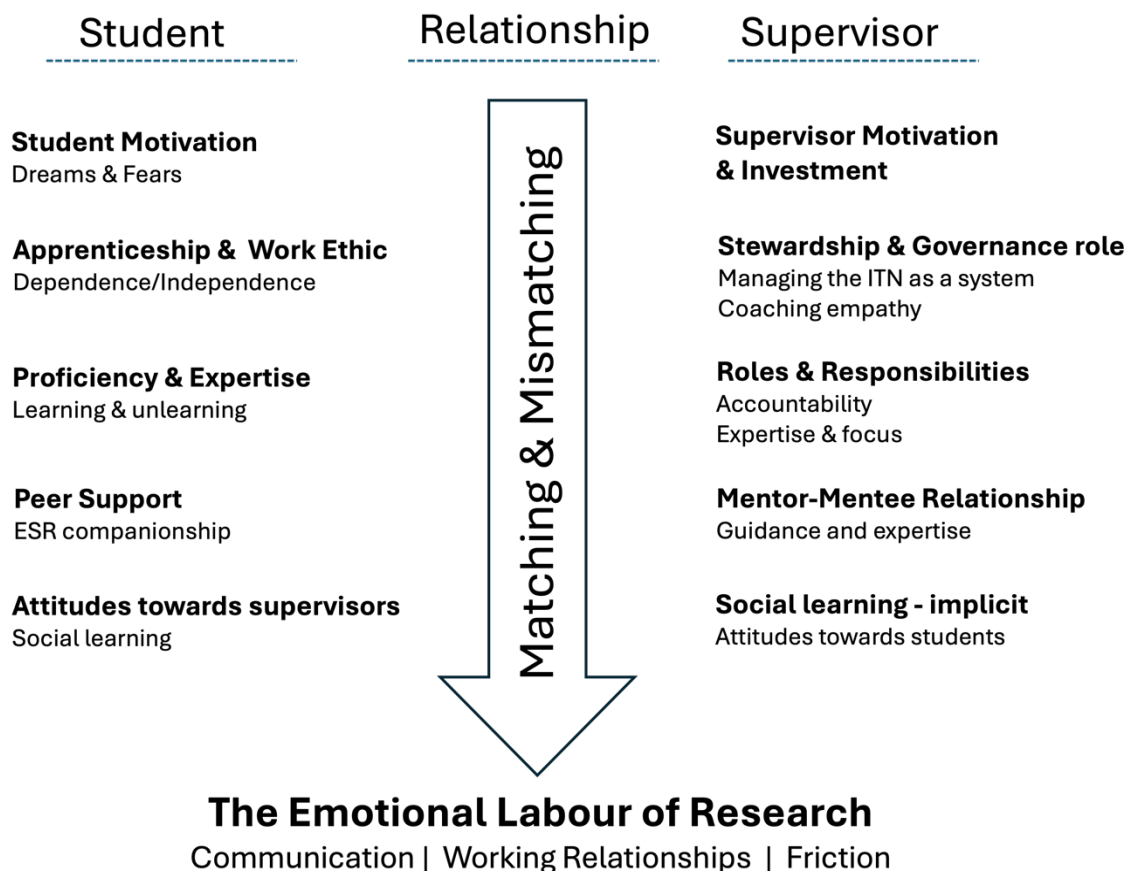 Student
Relationship
Supervisor
Student Motivation
Dreams & Fears
Apprenticeship & Work Ethic
Dependence/Independence
Proficiency & Expertise
Learning & unlearning
Peer Support
ESR companionship
Attitudes towards supervisors
Social learning
Matching & Mismatching
Supervisor Motivation
& Investment
Stewardship & Governance role
Managing the ITN as a system
Coaching empathy
Roles & Responsibilities
Accountability
Expertise & focus
Mentor-Mentee Relationship
Guidance and expertise
Social learning - implicit
Attitudes towards students
The Emotional Labour of Research
Communication | Working Relationships | Friction